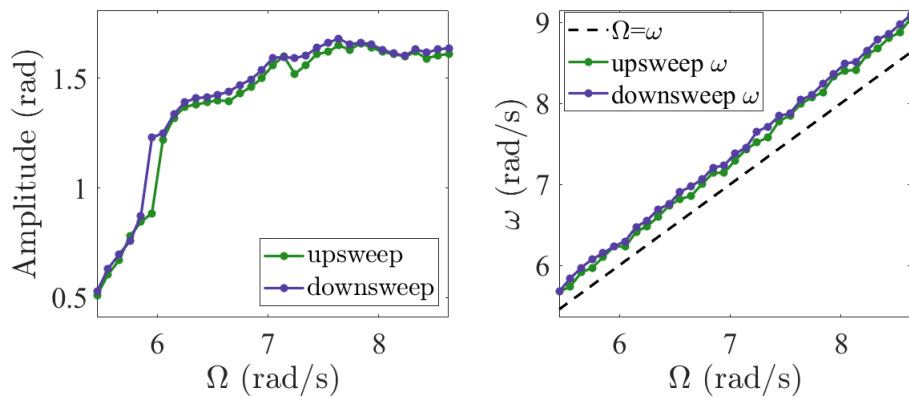 Amplitude (rad)
1.5
1
0.5
upsweep
downsweep
6
7
8
Ω (rad/s)
ω (rad/s)
9
8
7
6
Ω=ω
upsweep ω
downsweep ω
6
7
8
Ω (rad/s)